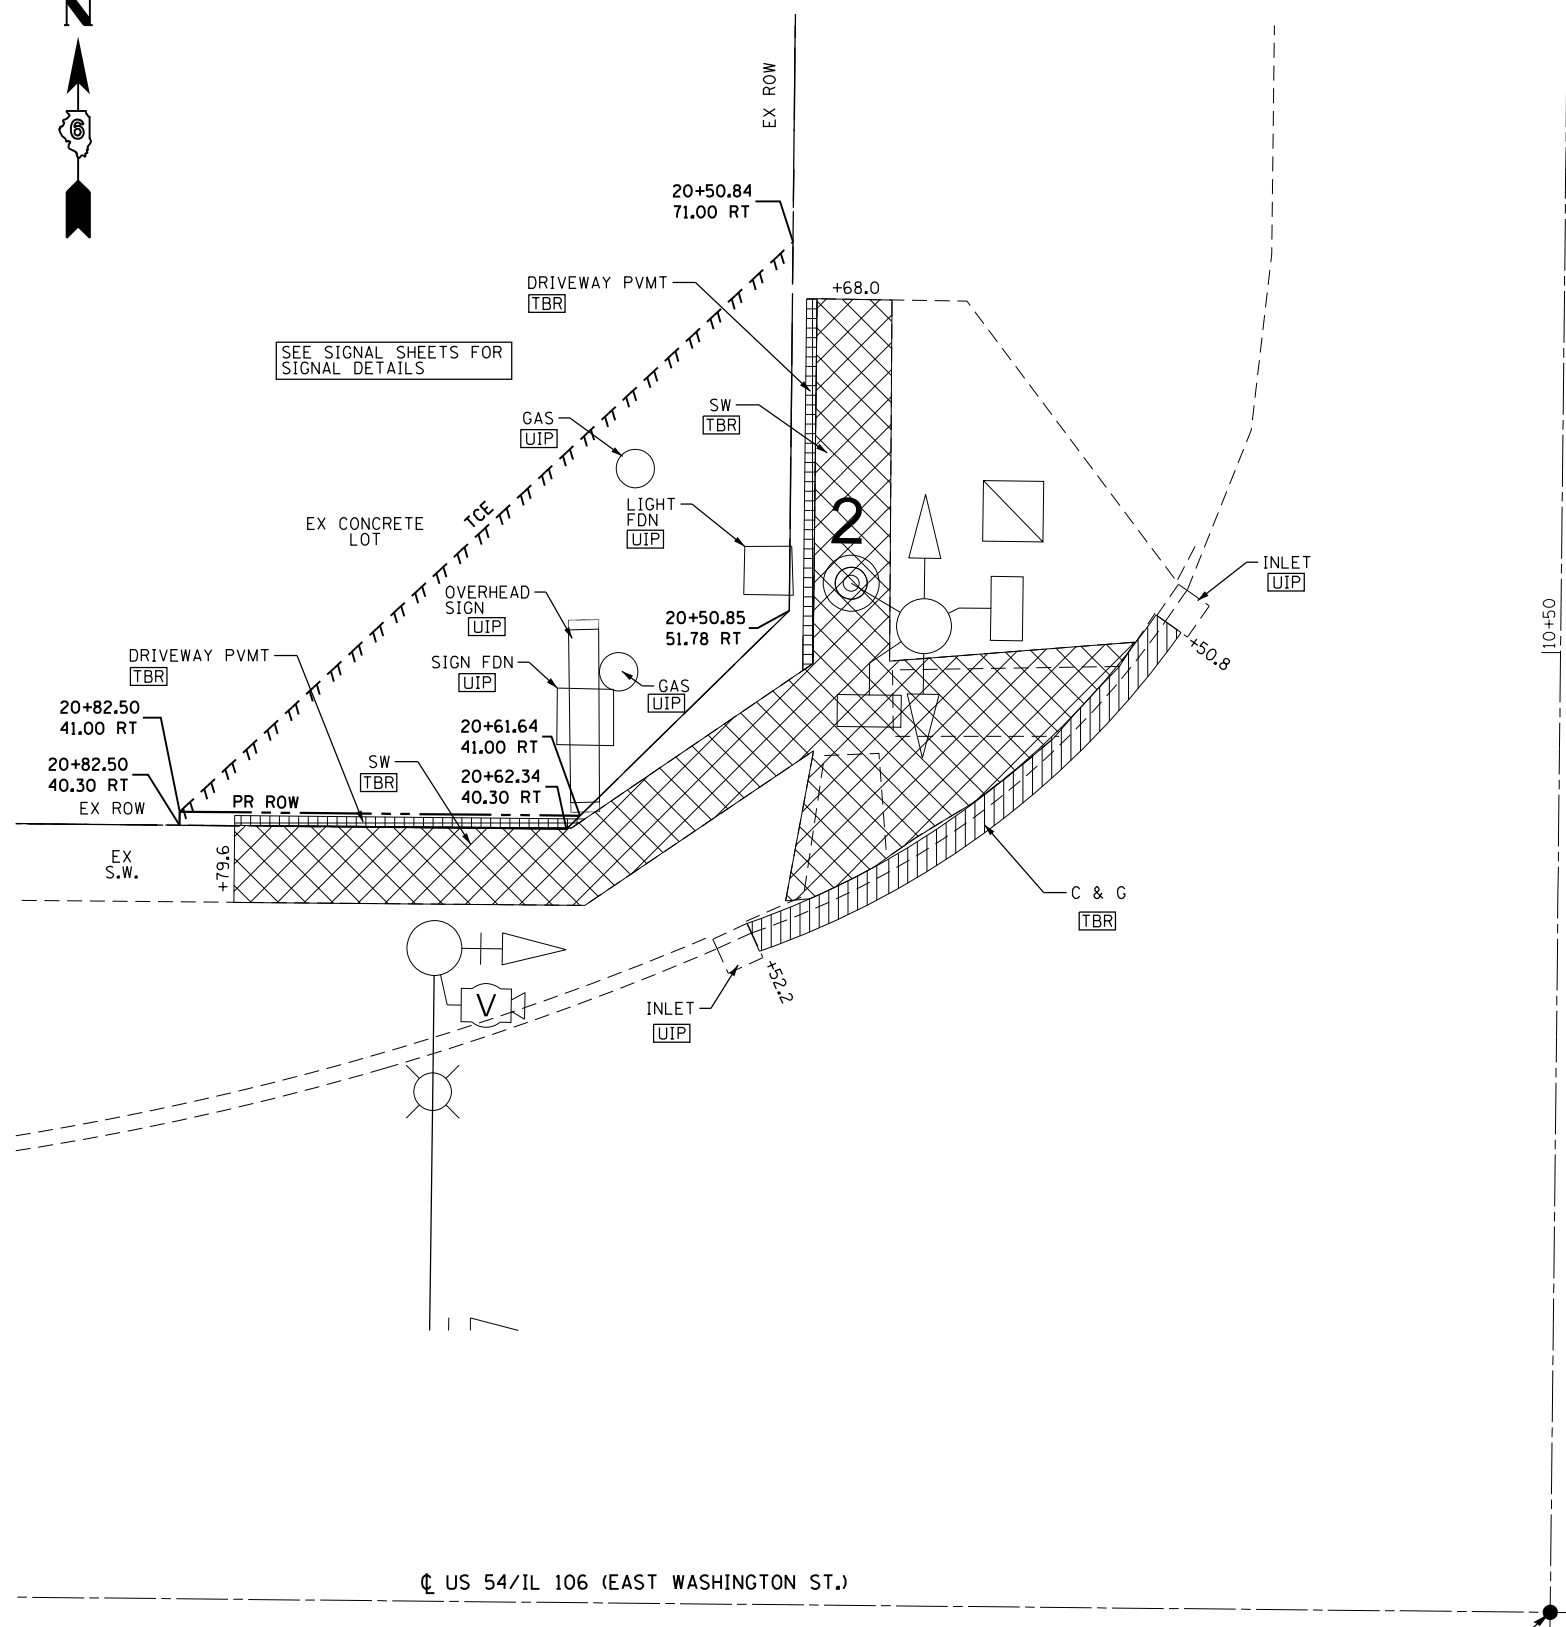 N
6
EX ROW
20+50.84
71.00 RT
DRIVEWAY PVMT
TBR
+68.0
SEE SIGNAL SHEETS FOR
SIGNAL DETAILS
GAS
UIP
SW
TBR
LIGHT
FDN
UIP
TCE
EX CONCRETE
LOT
2
INLET
UIP
OVERHEAD
SIGN
UIP
20+50.85
51.78 RT
10+50
+50.8
DRIVEWAY PVMT
TBR
SIGN FDN
UIP
GAS
UIP
20+82.50
41.00 RT
20+61.64
41.00 RT
20+82.50
40.30 RT
SW
TBR
20+62.34
40.30 RT
EX ROW
PR ROW
EX
S.W.
+79.6
C & G
TBR
+52.2
INLET
UIP
V
℄ US 54/IL 106 (EAST WASHINGTON ST.)